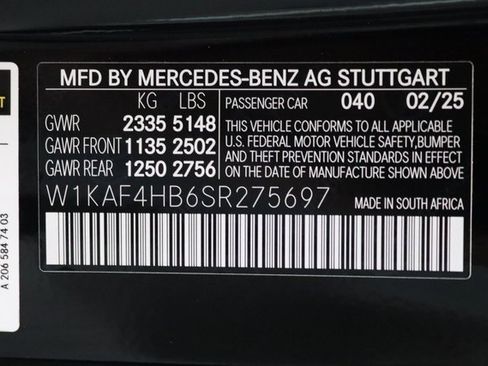 MFD BY MERCEDES-BENZ AG STUTTGART
KG LBS
GVWR 2335 5148
GAWR FRONT 1135 2502
GAWR REAR 1250 2756
PASSENGER CAR 040 02/25
THIS VEHICLE CONFORMS TO ALL APPLICABLE
U.S. FEDERAL MOTOR VEHICLE SAFETY,BUMPER
AND THEFT PREVENTION STANDARDS IN EFFECT
ON THE DATE OF MANUFACTURE SHOWN ABOVE
W1KAF4HB6SR275697
MADE IN SOUTH AFRICA
A 206 584 74 03